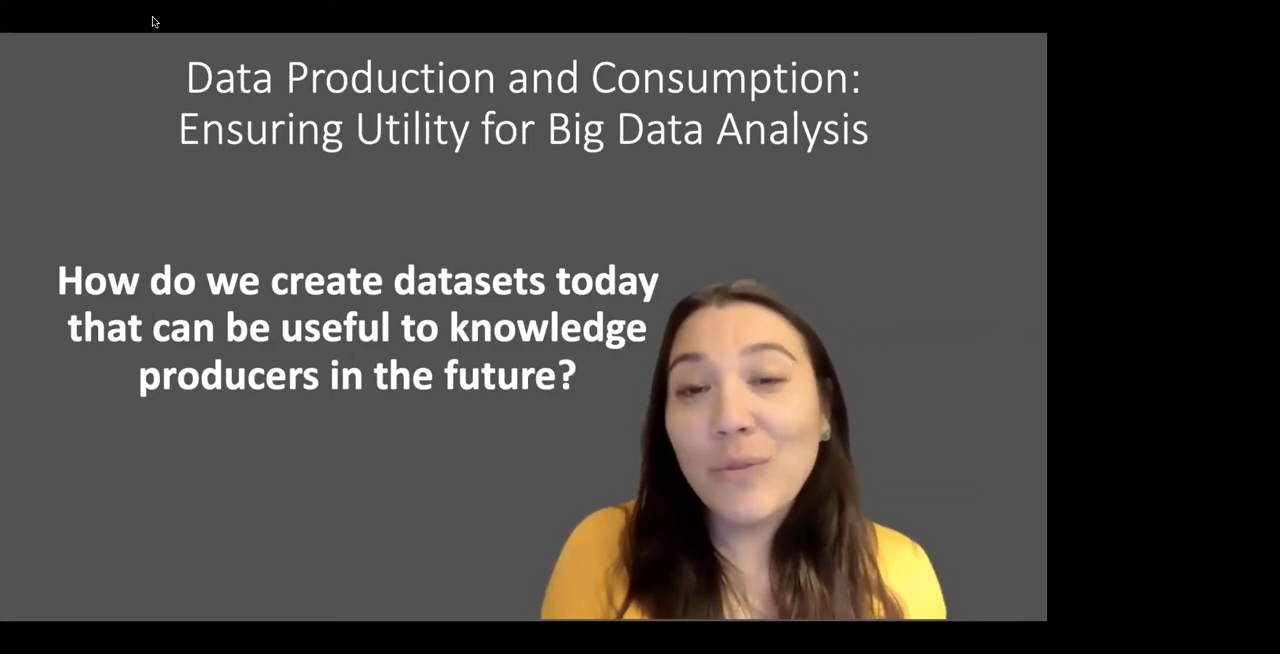 Data Production and Consumption:
Ensuring Utility for Big Data Analysis
How do we create datasets today
that can be useful to knowledge
producers in the future?